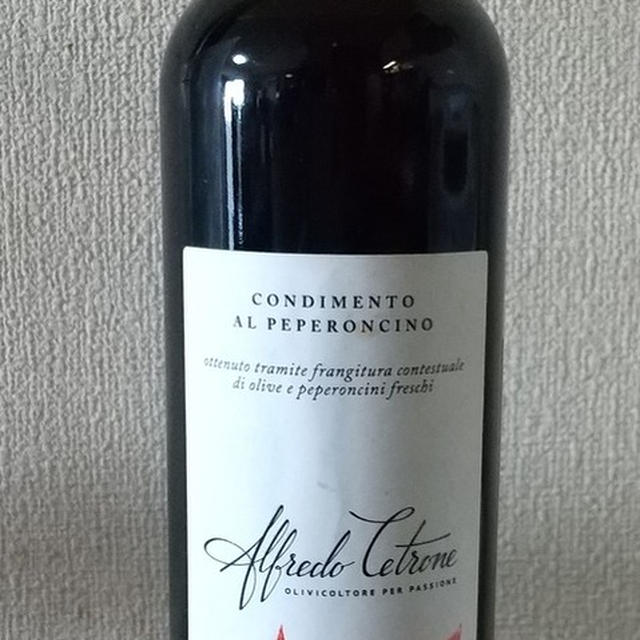 CONDIMENTO
AL PEPERONCINO
ottenuto tramite frangitura contestuale
di olive e peperoncini freschi
Alfredo Cetrone
OLIVICOLTORE PER PASSIONE